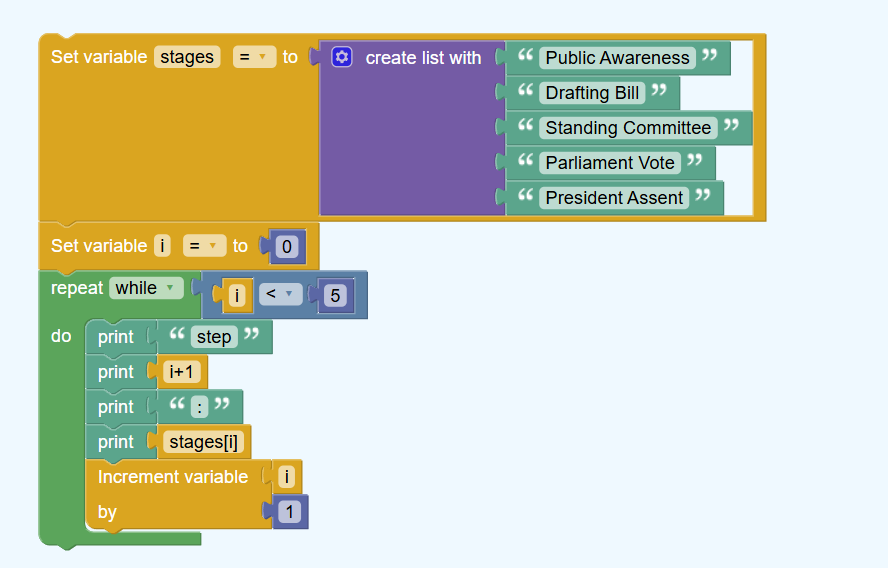 Set variable stages = to create list with “ Public Awareness ”
“ Drafting Bill ”
“ Standing Committee ”
“ Parliament Vote ”
“ President Assent ”
Set variable i = to 0
repeat while i < 5
do print “ step ”
print i+1
print “ : ”
print stages[i]
Increment variable i
by 1